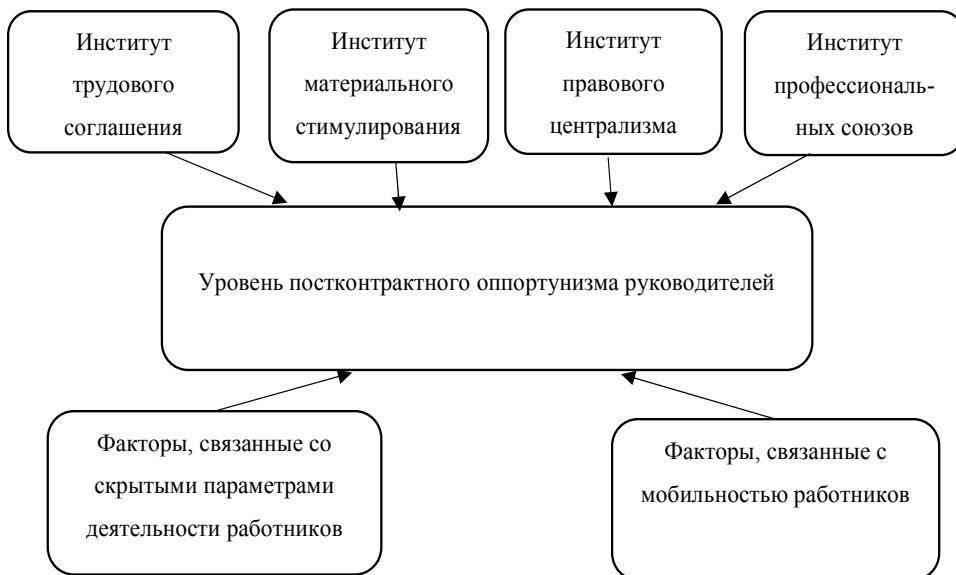 Институт
трудового
соглашения
Институт
материального
стимулирования
Институт
правового
централизма
Институт
профессиональ-
ных союзов
Уровень постконтрактного оппортунизма руководителей
Факторы, связанные со
скрытыми параметрами
деятельности работников
Факторы, связанные с
мобильностью работников